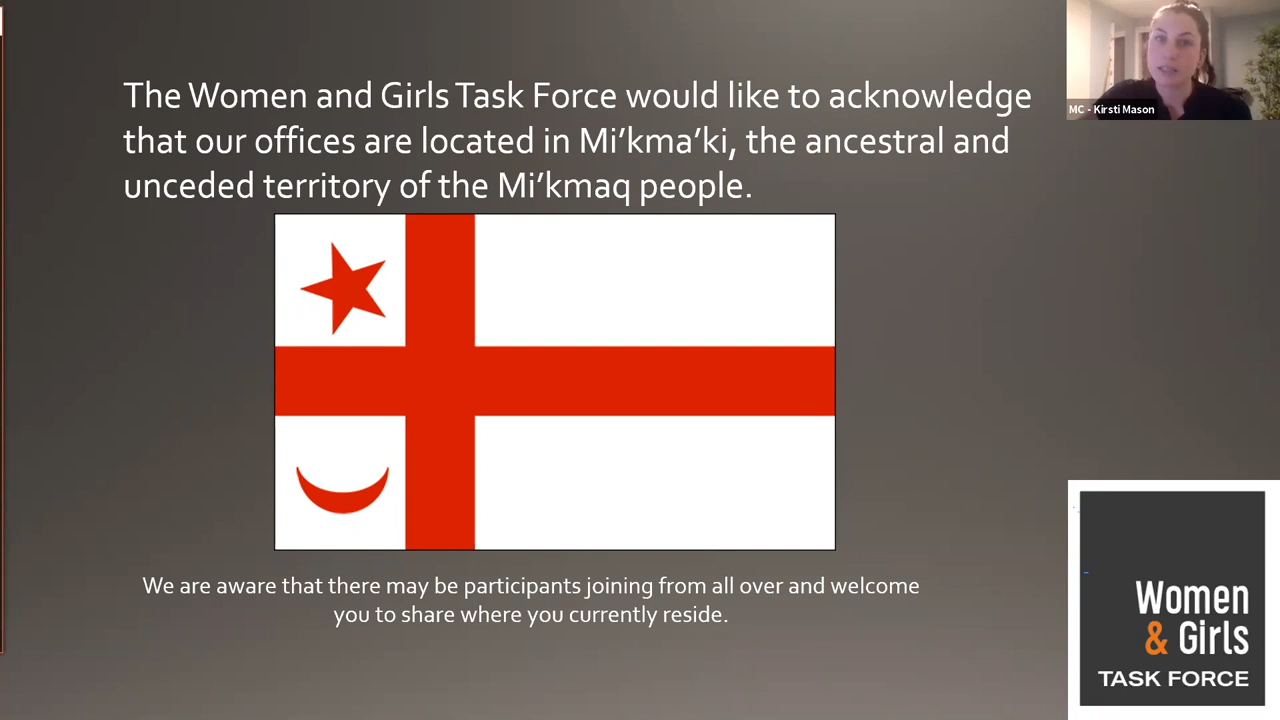 The Women and Girls Task Force would like to acknowledge
that our offices are located in Mi’kma’ki, the ancestral and
unceded territory of the Mi’kmaq people.
MC - Kirsti Mason
We are aware that there may be participants joining from all over and welcome
you to share where you currently reside.
Women
& Girls
TASK FORCE